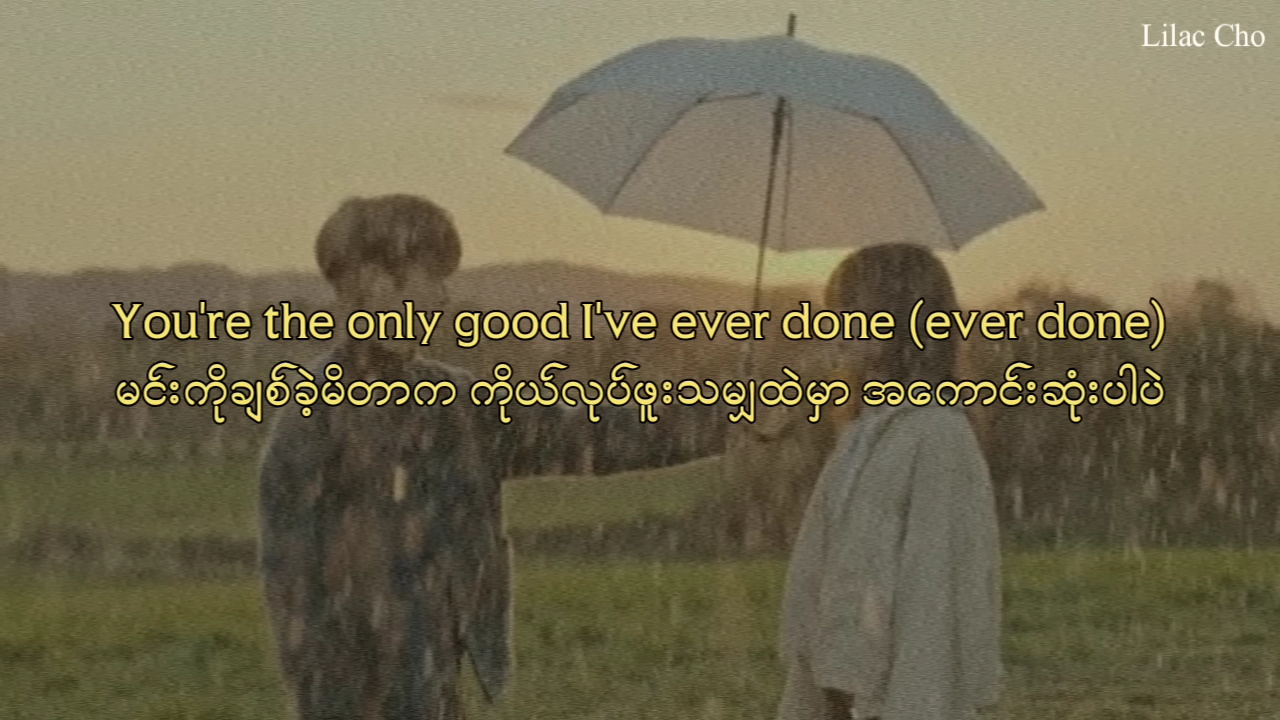 Lilac Cho
You're the only good I've ever done (ever done)
မင်းကိုချစ်ခဲ့မိတာက ကိုယ်လုပ်ဖူးသမျှထဲမှာ အကောင်းဆုံးပါပဲ